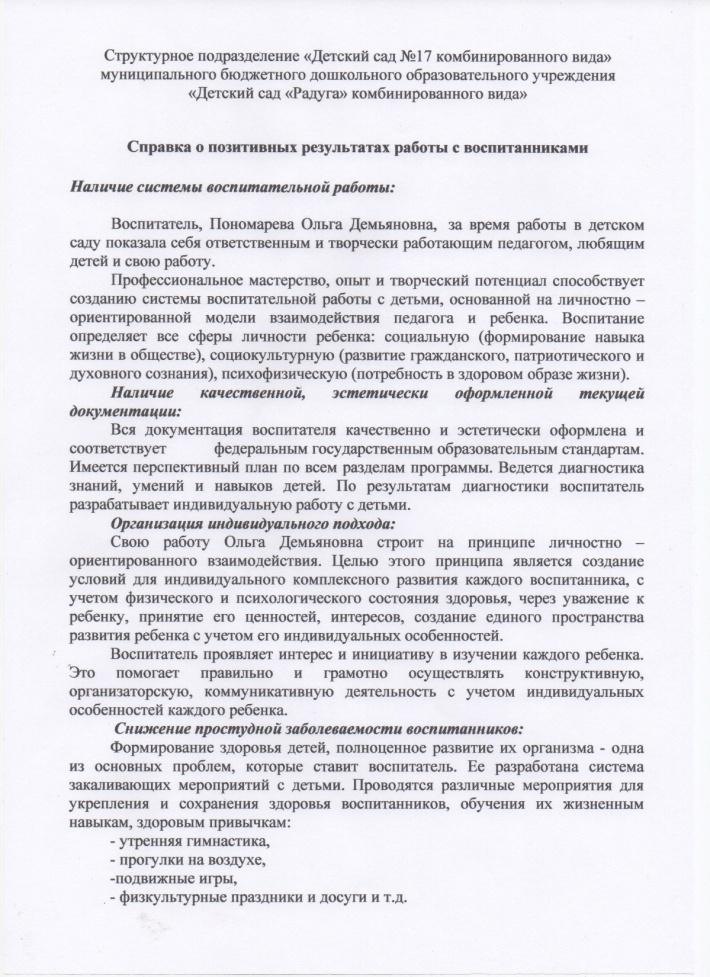 Структурное подразделение «Детский сад №17 комбинированного вида»
муниципального бюджетного дошкольного образовательного учреждения
«Детский сад «Радуга» комбинированного вида»
Справка о позитивных результатах работы с воспитанниками
Наличие системы воспитательной работы:
Воспитатель, Пономарева Ольга Демьяновна, за время работы в детском
саду показала себя ответственным и творчески работающим педагогом, любящим
детей и свою работу.
Профессиональное мастерство, опыт и творческий потенциал способствует
созданию системы воспитательной работы с детьми, основанной на личностно –
ориентированной модели взаимодействия педагога и ребенка. Воспитание
определяет все сферы личности ребенка: социальную (формирование навыка
жизни в обществе), социокультурную (развитие гражданского, патриотического и
духовного сознания), психофизическую (потребность в здоровом образе жизни).
Наличие качественной, эстетически оформленной текущей
документации:
Вся документация воспитателя качественно и эстетически оформлена и
соответствует федеральным государственным образовательным стандартам.
Имеется перспективный план по всем разделам программы. Ведется диагностика
знаний, умений и навыков детей. По результатам диагностики воспитатель
разрабатывает индивидуальную работу с детьми.
Организация индивидуального подхода:
Свою работу Ольга Демьяновна строит на принципе личностно –
ориентированного взаимодействия. Целью этого принципа является создание
условий для индивидуального комплексного развития каждого воспитанника, с
учетом физического и психологического состояния здоровья, через уважение к
ребенку, принятие его ценностей, интересов, создание единого пространства
развития ребенка с учетом его индивидуальных особенностей.
Воспитатель проявляет интерес и инициативу в изучении каждого ребенка.
Это помогает правильно и грамотно осуществлять конструктивную,
организаторскую, коммуникативную деятельность с учетом индивидуальных
особенностей каждого ребенка.
Снижение простудной заболеваемости воспитанников:
Формирование здоровья детей, полноценное развитие их организма - одна
из основных проблем, которые ставит воспитатель. Ее разработана система
закаливающих мероприятий с детьми. Проводятся различные мероприятия для
укрепления и сохранения здоровья воспитанников, обучения их жизненным
навыкам, здоровым привычкам:
- утренняя гимнастика,
- прогулки на воздухе,
-подвижные игры,
- физкультурные праздники и досуги и т.д.